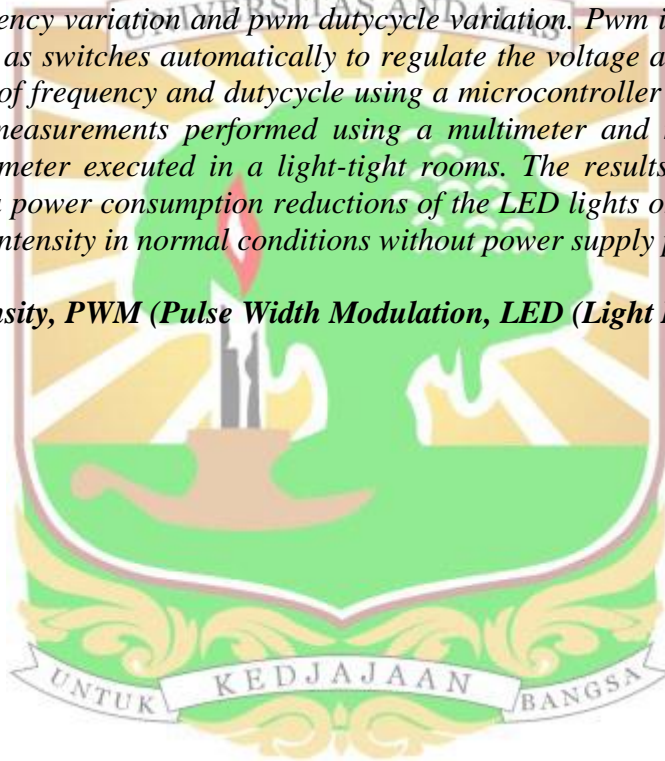 ency variation and pwm dutycycle variation. Pwm i
UNIVERSITAS ANDALAS
as switches automatically to regulate the voltage a
of frequency and dutycycle using a microcontroller
measurements performed using a multimeter and
meter executed in a light-tight rooms. The results
power consumption reductions of the LED lights o
intensity in normal conditions without power supply
nsity, PWM (Pulse Width Modulation, LED (Light
UNTUK KEDJAJAAN BANGSA